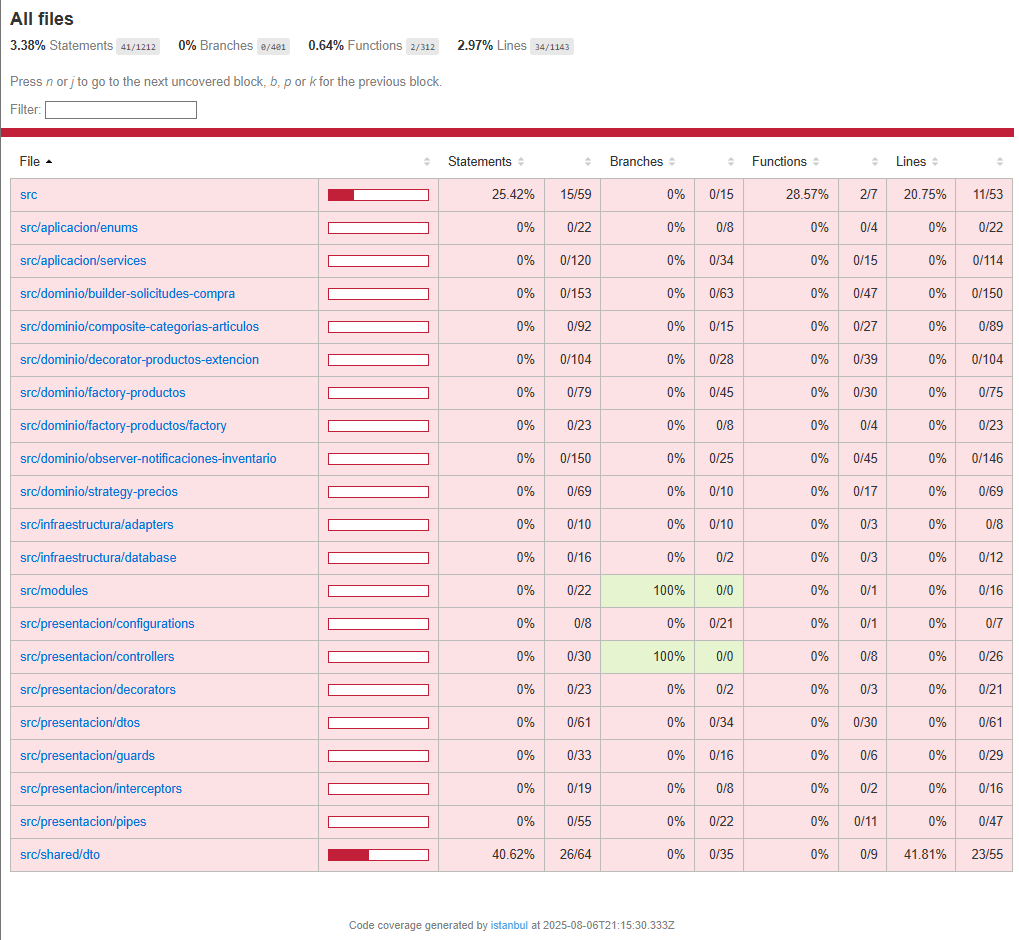 All files
3.38% Statements 41/1212 0% Branches 0/401 0.64% Functions 2/312 2.97% Lines 34/1143
Press n or j to go to the next uncovered block, b, p or k for the previous block.
Filter:
File Statements Branches Functions Lines
src 25.42% 15/59 0% 0/15 28.57% 2/7 20.75% 11/53
src/aplicacion/enums 0% 0/22 0% 0/8 0% 0/4 0% 0/22
src/aplicacion/services 0% 0/120 0% 0/34 0% 0/15 0% 0/114
src/dominio/builder-solicitudes-compra 0% 0/153 0% 0/63 0% 0/47 0% 0/150
src/dominio/composite-categorias-articulos 0% 0/92 0% 0/15 0% 0/27 0% 0/89
src/dominio/decorator-productos-extencion 0% 0/104 0% 0/28 0% 0/39 0% 0/104
src/dominio/factory-productos 0% 0/79 0% 0/45 0% 0/30 0% 0/75
src/dominio/factory-productos/factory 0% 0/23 0% 0/8 0% 0/4 0% 0/23
src/dominio/observer-notificaciones-inventario 0% 0/150 0% 0/25 0% 0/45 0% 0/146
src/dominio/strategy-precios 0% 0/69 0% 0/10 0% 0/17 0% 0/69
src/infraestructura/adapters 0% 0/10 0% 0/10 0% 0/3 0% 0/8
src/infraestructura/database 0% 0/16 0% 0/2 0% 0/3 0% 0/12
src/modules 0% 0/22 100% 0/0 0% 0/1 0% 0/16
src/presentacion/configurations 0% 0/8 0% 0/21 0% 0/1 0% 0/7
src/presentacion/controllers 0% 0/30 100% 0/0 0% 0/8 0% 0/26
src/presentacion/decorators 0% 0/23 0% 0/2 0% 0/3 0% 0/21
src/presentacion/dtos 0% 0/61 0% 0/34 0% 0/30 0% 0/61
src/presentacion/guards 0% 0/33 0% 0/16 0% 0/6 0% 0/29
src/presentacion/interceptors 0% 0/19 0% 0/8 0% 0/2 0% 0/16
src/presentacion/pipes 0% 0/55 0% 0/22 0% 0/11 0% 0/47
src/shared/dto 40.62% 26/64 0% 0/35 0% 0/9 41.81% 23/55
Code coverage generated by istanbul at 2025-08-06T21:15:30.333Z